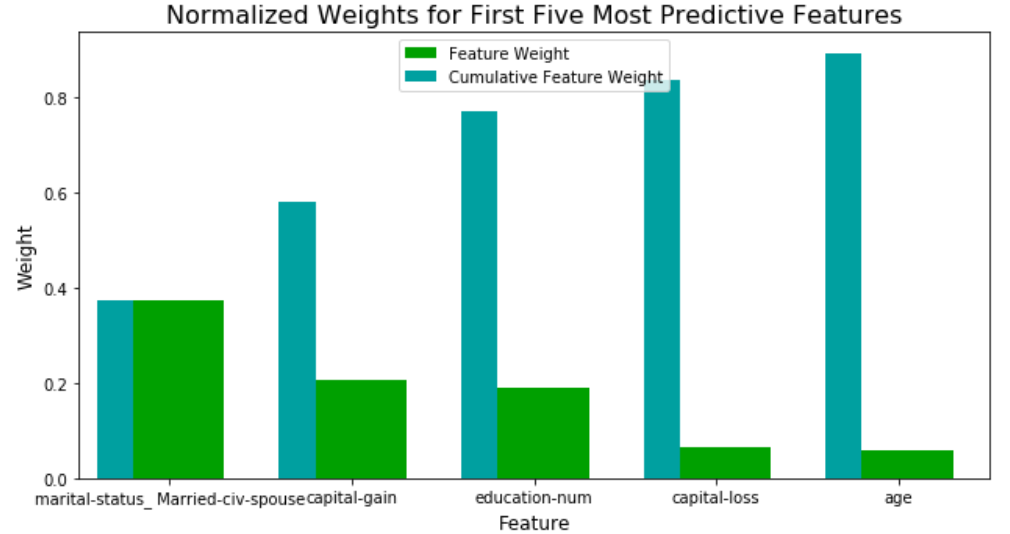 Normalized Weights for First Five Most Predictive Features
Feature Weight
Cumulative Feature Weight
Weight
0.8
0.6
0.4
0.2
0.0
marital-status_ Married-civ-spouse capital-gain education-num capital-loss age
Feature